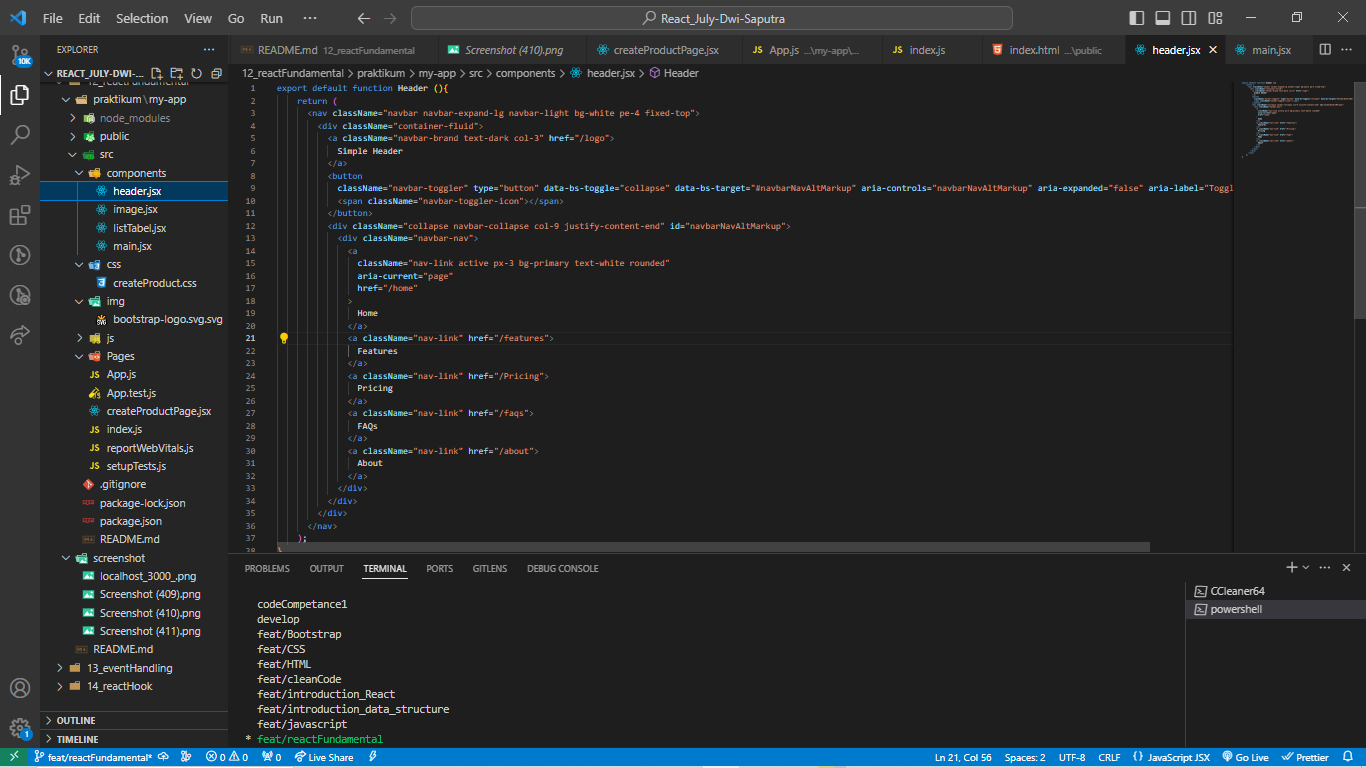 File Edit Selection View Go Run ··· React_July-Dwi-Saputra
EXPLORER ···
README.md 12_reactFundamental Screenshot (410).png createProductPage.jsx JS App.js ...\my-app\... JS index.js index.html ...\public header.jsx main.jsx
10K
REACT_JULY-DWI-...
12_reactFundamental > praktikum > my-app > src > components > header.jsx > Header
12_reactFundamental
praktikum \ my-app
node_modules
public
src
components
header.jsx
image.jsx
listTabel.jsx
main.jsx
css
createProduct.css
img
bootstrap-logo.svg.svg
js
Pages
JS App.js
App.test.js
createProductPage.jsx
JS index.js
JS reportWebVitals.js
JS setupTests.js
.gitignore
package-lock.json
package.json
README.md
screenshot
localhost_3000_.png
Screenshot (409).png
Screenshot (410).png
Screenshot (411).png
README.md
13_eventHandling
14_reactHook
OUTLINE
TIMELINE
1 export default function Header (){
2 return (
3 <nav className="navbar navbar-expand-lg navbar-light bg-white pe-4 fixed-top">
4 <div className="container-fluid">
5 <a className="navbar-brand text-dark col-3" href="/logo">
6 Simple Header
7 </a>
8 <button
9 className="navbar-toggler" type="button" data-bs-toggle="collapse" data-bs-target="#navbarNavAltMarkup" aria-controls="navbarNavAltMarkup" aria-expanded="false" aria-label="Toggl
10 <span className="navbar-toggler-icon"></span>
11 </button>
12 <div className="collapse navbar-collapse col-9 justify-content-end" id="navbarNavAltMarkup">
13 <div className="navbar-nav">
14 <a
15 className="nav-link active px-3 bg-primary text-white rounded"
16 aria-current="page"
17 href="/home"
18 >
19 Home
20 </a>
21 <a className="nav-link" href="/features">
22 Features
23 </a>
24 <a className="nav-link" href="/Pricing">
25 Pricing
26 </a>
27 <a className="nav-link" href="/faqs">
28 FAQs
29 </a>
30 <a className="nav-link" href="/about">
31 About
32 </a>
33 </div>
34 </div>
35 </div>
36 </nav>
37 );
38 }
PROBLEMS OUTPUT TERMINAL PORTS GITLENS DEBUG CONSOLE
codeCompetance1
develop
feat/Bootstrap
feat/CSS
feat/HTML
feat/cleanCode
feat/introduction_React
feat/introduction_data_structure
feat/javascript
* feat/reactFundamental
CCleaner64
powershell
1
feat/reactFundamental* 0 0 0 Live Share Ln 21, Col 56 Spaces: 2 UTF-8 CRLF {} JavaScript JSX Go Live Prettier